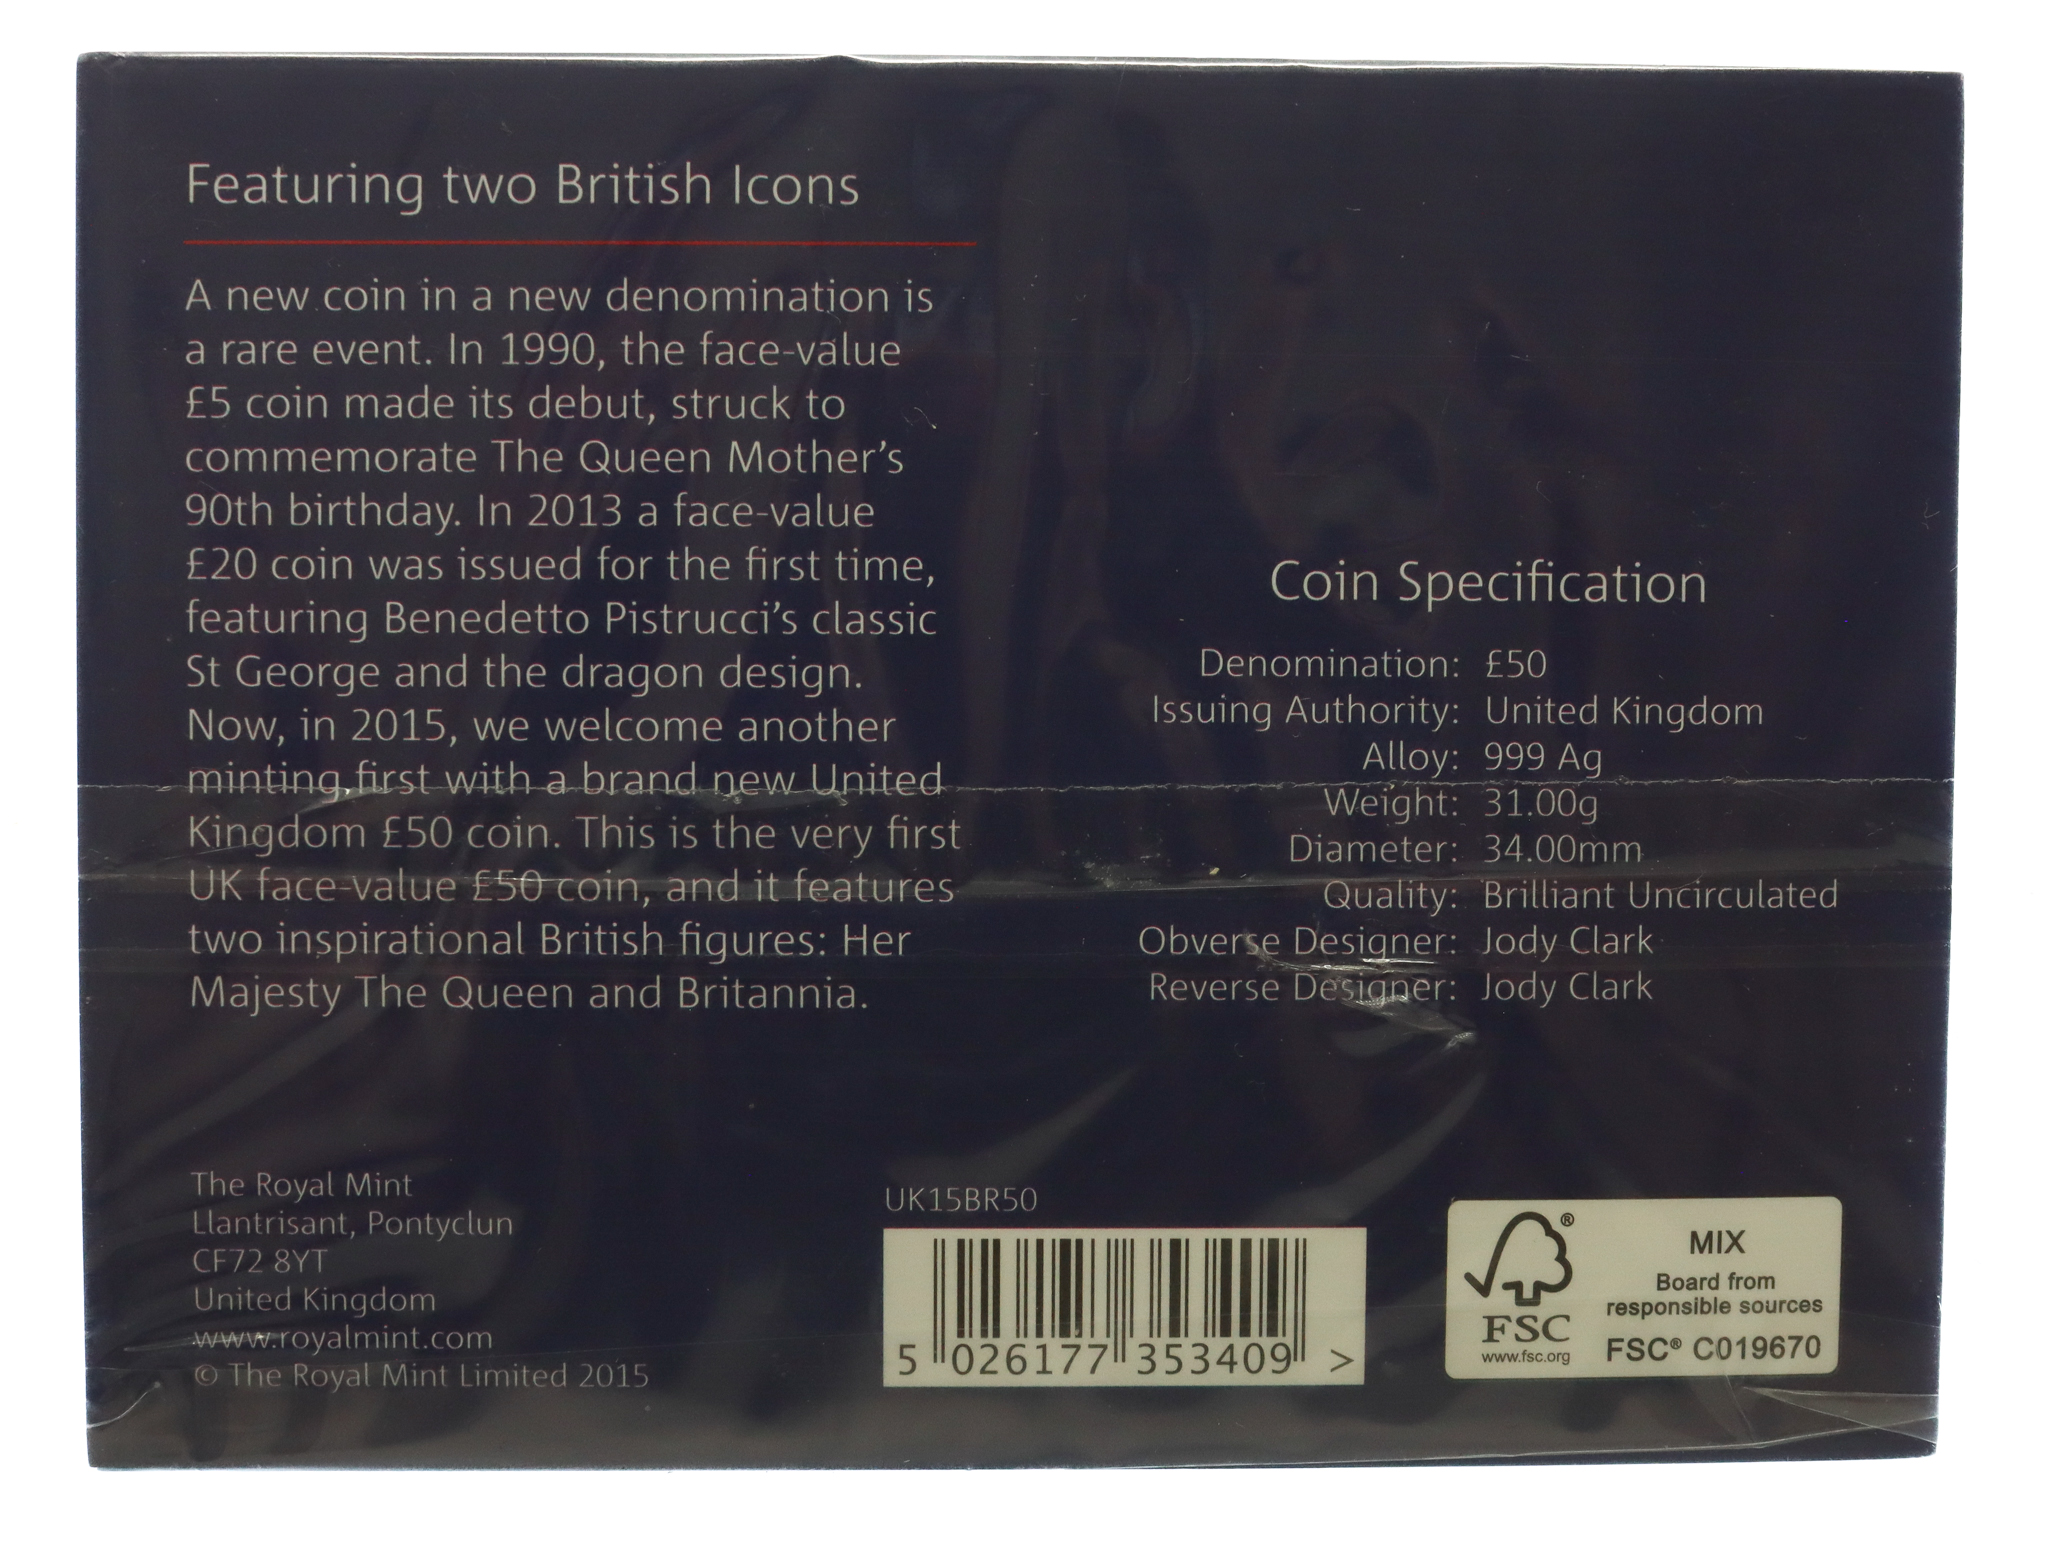 Featuring two British Icons
A new coin in a new denomination is
a rare event. In 1990, the face-value
£5 coin made its debut, struck to
commemorate The Queen Mother's
90th birthday. In 2013 a face-value
£20 coin was issued for the first time,
featuring Benedetto Pistrucci's classic
St George and the dragon design.
Now, in 2015, we welcome another
minting first with a brand new United
Kingdom £50 coin. This is the very first
UK face-value £50 coin, and it features
two inspirational British figures: Her
Majesty The Queen and Britannia.
Coin Specification
Denomination: £50
Issuing Authority: United Kingdom
Alloy: 999 Ag
Weight: 31.00g
Diameter: 34.00mm
Quality: Brilliant Uncirculated
Obverse Designer: Jody Clark
Reverse Designer: Jody Clark
The Royal Mint
Llantrisant, Pontyclun
CF72 8YT
United Kingdom
www.royalmint.com
© The Royal Mint Limited 2015
UK15BR50
5 026177 353409 >
®
FSC
www.fsc.org
MIX
Board from
responsible sources
FSC® C019670